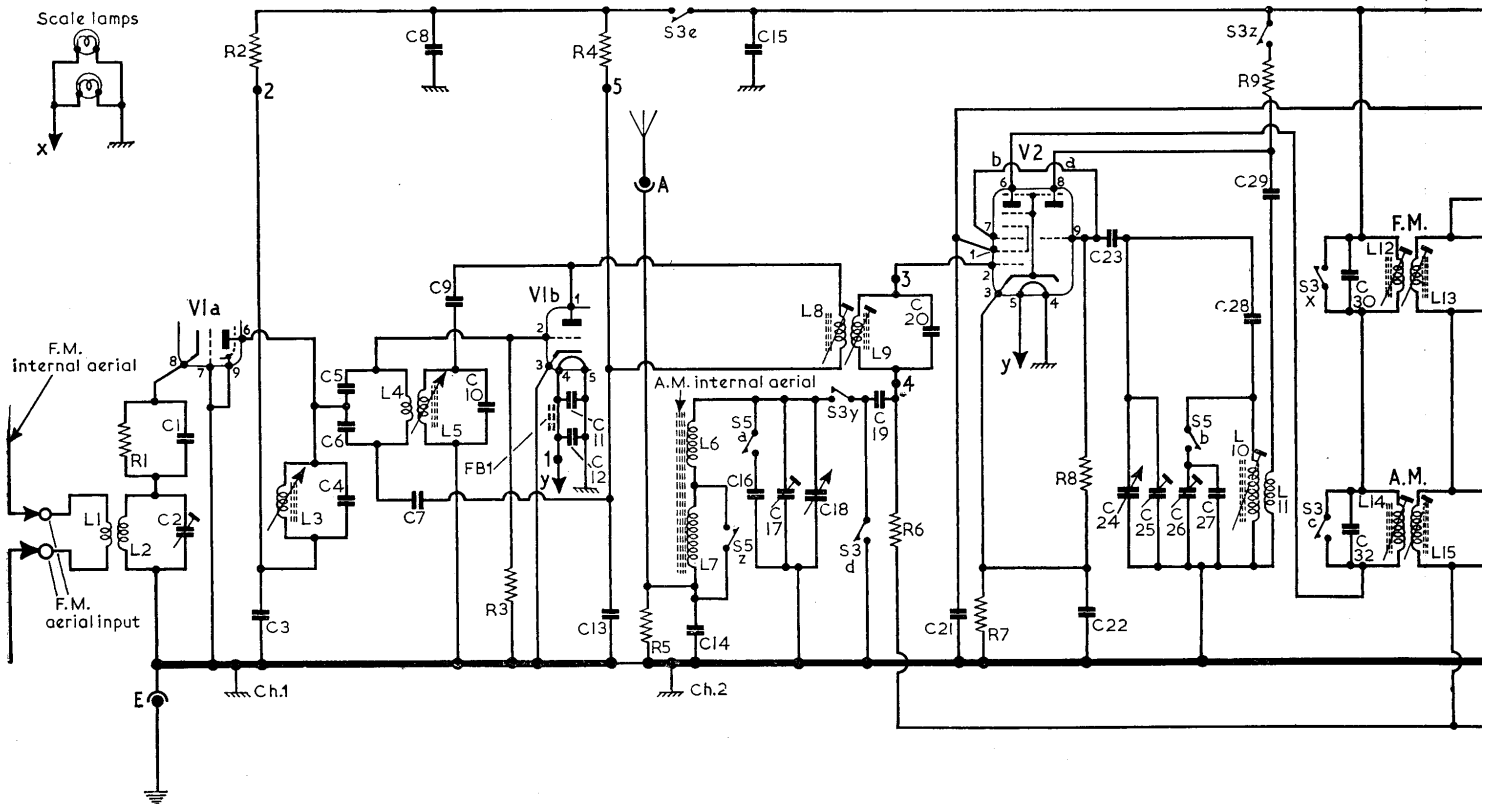 Scale lamps
x
R2
2
C8
R4
5
S3e
C15
S3z
R9
A
b
V2
a
6
8
7
1
2
3
5
4
9
y
C29
C23
C28
F.M.
L12
S3
x
C
30
L13
F.M.
internal aerial
V1a
8
7
9
6
C9
V1b
1
2
3
4
5
L8
3
C
20
L9
4
A.M. internal aerial
C1
R1
C5
C6
L4
L5
C
10
FB1
C
11
C
12
1
y
L6
S5
a
S3y
C
19
L1
L2
C2
L3
C4
C7
C16
C
17
C18
L7
S5
z
S3
d
R6
R8
C
24
C
25
S5
b
C
26
C
27
L
10
L
11
A.M.
L14
S3
c
C
32
L15
F.M.
aerial input
C3
R3
C13
R5
C14
C21
R7
C22
E
Ch.1
Ch.2